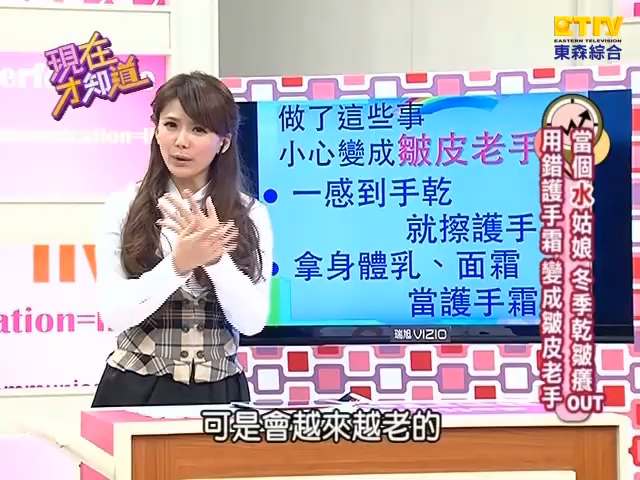 現在
才知道
ETTV
EASTERN TELEVISION
東森綜合
做了這些事
小心變成皺皮老手
• 一感到手乾
就擦護手
• 拿身體乳、面霜
當護手霜
瑞旭 VIZIO
當個水姑娘 冬季乾皺癢OUT
用錯護手霜 變成皺皮老手
可是會越來越老的